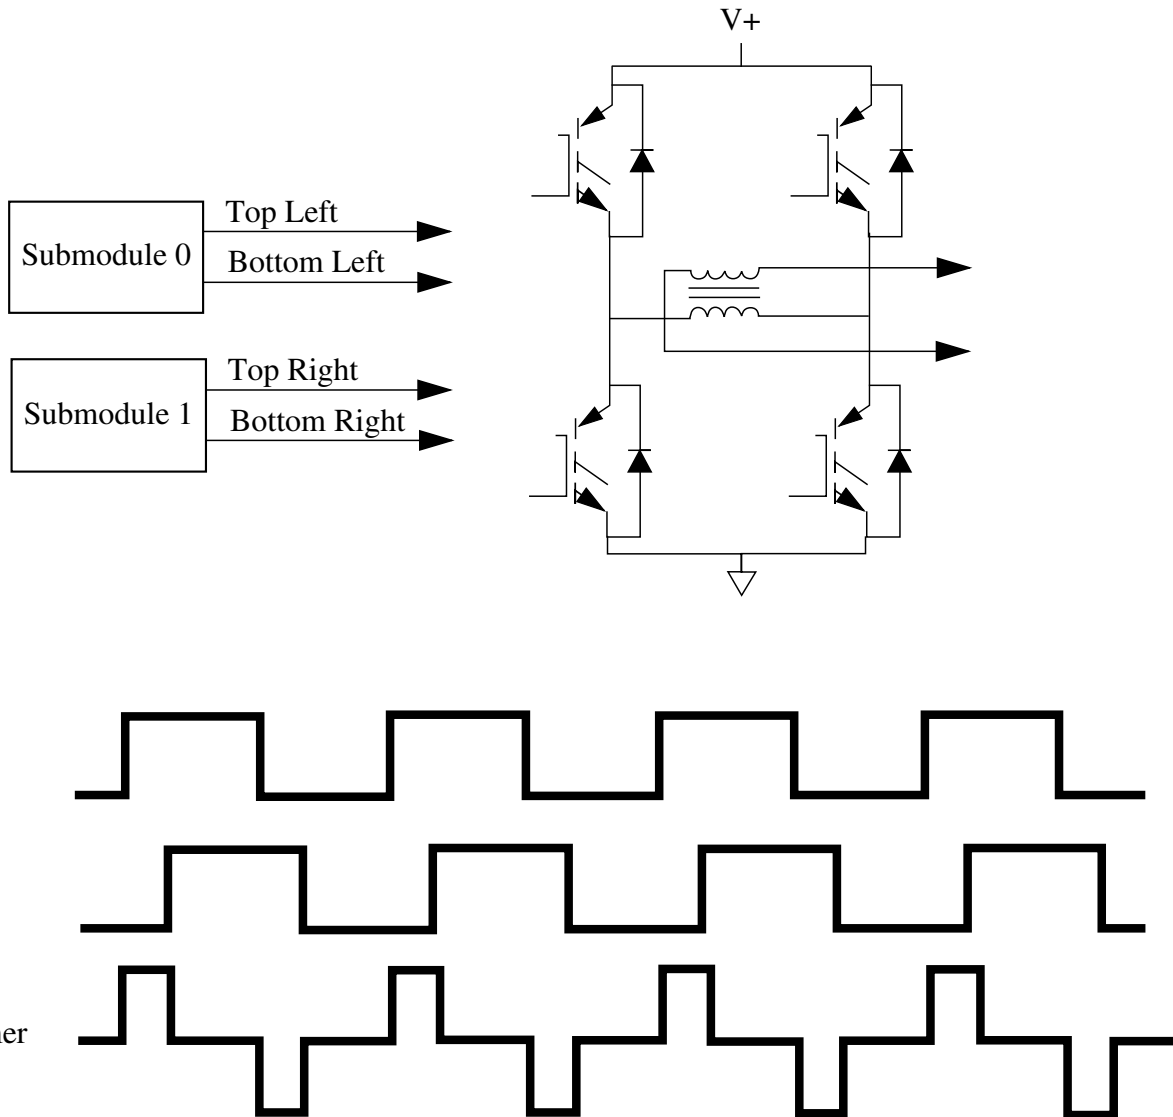 V+
Top Left
Submodule 0
Bottom Left
Top Right
Submodule 1
Bottom Right